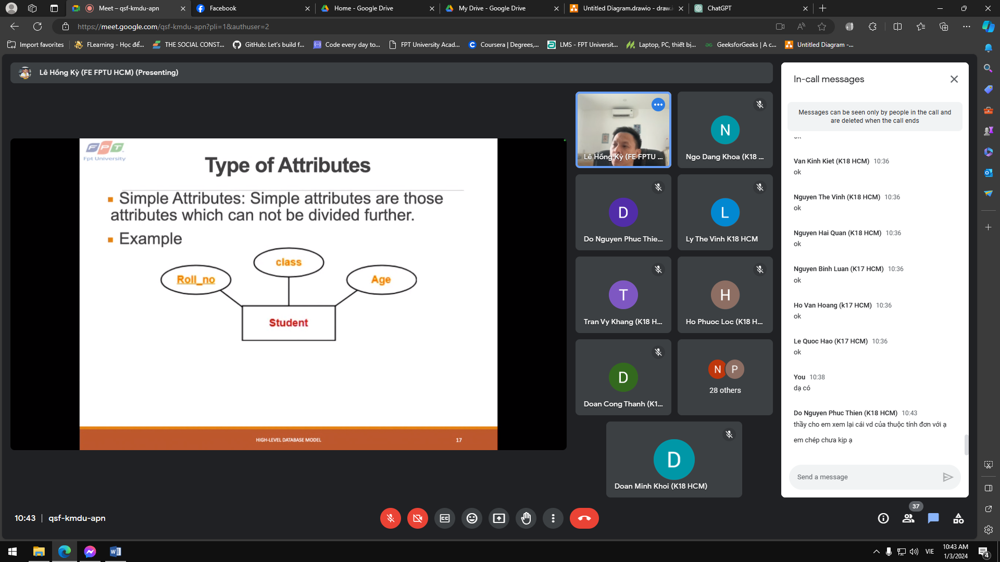 Meet – qsf-kmdu-apn
Facebook
Home - Google Drive
My Drive - Google Drive
Untitled Diagram.drawio - draw.i
ChatGPT
https://meet.google.com/qsf-kmdu-apn?pli=1&authuser=2
Import favorites
FLearning - Học để...
THE SOCIAL CONST...
GitHub: Let's build f...
Code every day to...
FPT University Acad...
Coursera | Degrees,...
LMS - FPT Universit...
Laptop, PC, thiết bị...
GeeksforGeeks | A c...
Untitled Diagram -...
Lê Hồng Kỳ (FE FPTU HCM) (Presenting)
FPT
Fpt University
Type of Attributes
Simple Attributes: Simple attributes are those
attributes which can not be divided further.
Example
class
Roll_no
Age
Student
HIGH-LEVEL DATABASE MODEL
17
Lê Hồng Kỳ (FE FPTU ...
N
Ngo Dang Khoa (K18 ...
D
Do Nguyen Phuc Thie...
L
Ly The Vinh K18 HCM
T
Tran Vy Khang (K18 H...
H
Ho Phuoc Loc (K18 H...
D
Doan Cong Thanh (K1...
N P
28 others
D
Doan Minh Khoi (K18 HCM)
In-call messages
Messages can be seen only by people in the call and
are deleted when the call ends
ok
Van Kinh Kiet (K18 HCM) 10:36
ok
Nguyen The Vinh (K18 HCM) 10:36
ok
Nguyen Hai Quan (K18 HCM) 10:36
ok
Nguyen Binh Luan (K17 HCM) 10:36
ok
Ho Van Hoang (k17 HCM) 10:36
ok
Le Quoc Hao (K17 HCM) 10:36
ok
You 10:38
dạ có
Do Nguyen Phuc Thien (K18 HCM) 10:43
thầy cho em xem lại cái vd của thuộc tính đơn với ạ
em chép chưa kịp ạ
Send a message
10:43 | qsf-kmdu-apn
37
VIE
10:43 AM
1/3/2024
4